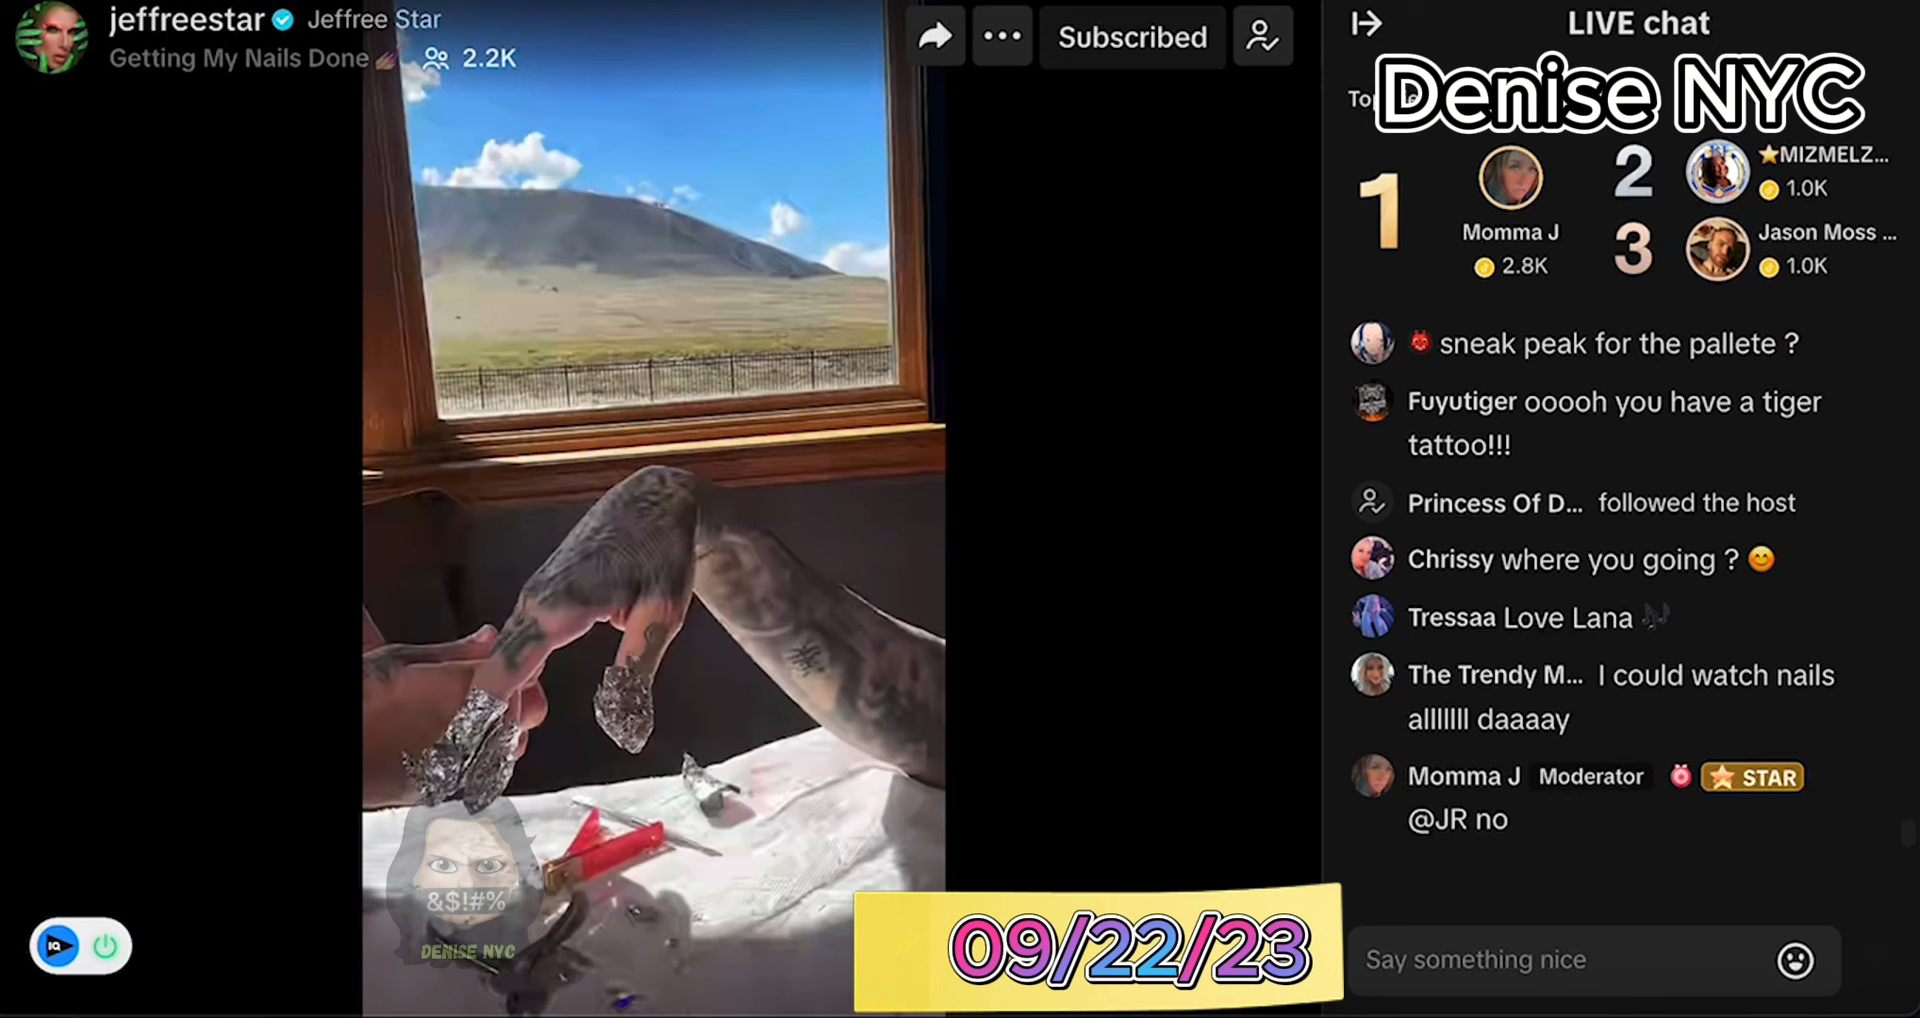 jeffreestar Jeffree Star
Getting My Nails Done 2.2K
Subscribed
LIVE chat
Denise NYC
1
Momma J
2.8K
2
⭐MIZMELZ...
1.0K
3
Jason Moss ...
1.0K
👹 sneak peak for the pallete ?
Fuyutiger ooooh you have a tiger
tattoo!!!
Princess Of D... followed the host
Chrissy where you going ? 😊
Tressaa Love Lana 🎶
The Trendy M... I could watch nails
alllllll daaaay
Momma J Moderator STAR
@JR no
&$!#%
DENISE NYC
IQ
09/22/23
Say something nice